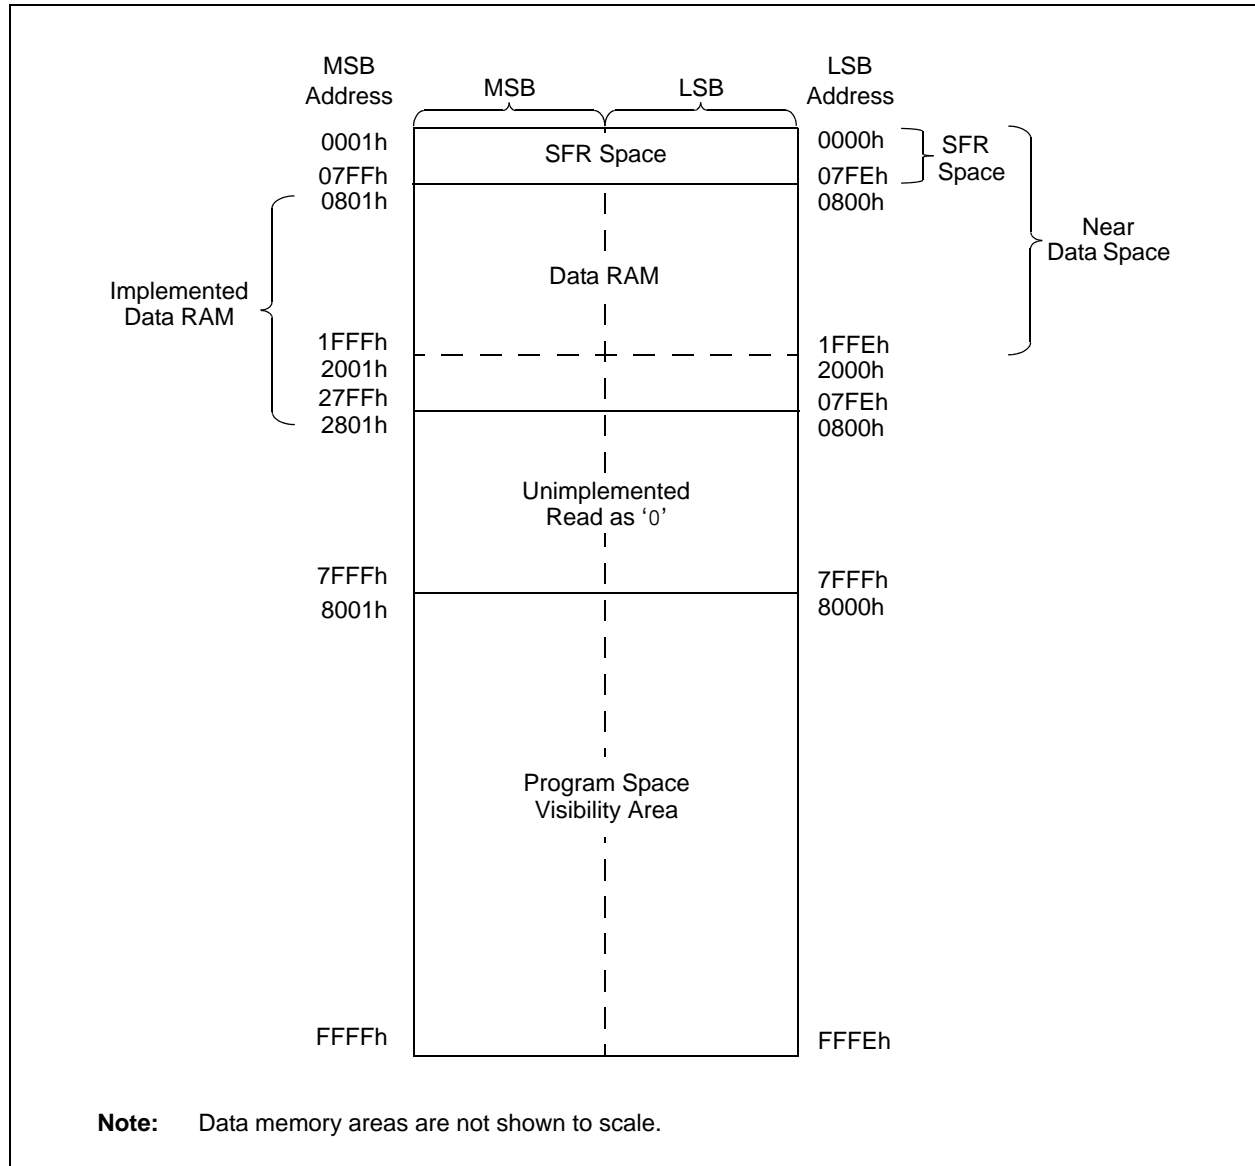 MSB
Address
MSB
LSB
LSB
Address
0001h
SFR Space
0000h
SFR
Space
07FFh
07FEh
0801h
0800h
Near
Data Space
Data RAM
Implemented
Data RAM
1FFFh
1FFEh
2001h
2000h
27FFh
07FEh
2801h
0800h
Unimplemented
Read as ‘0’
7FFFh
7FFFh
8001h
8000h
Program Space
Visibility Area
FFFFh
FFFEh
Note: Data memory areas are not shown to scale.